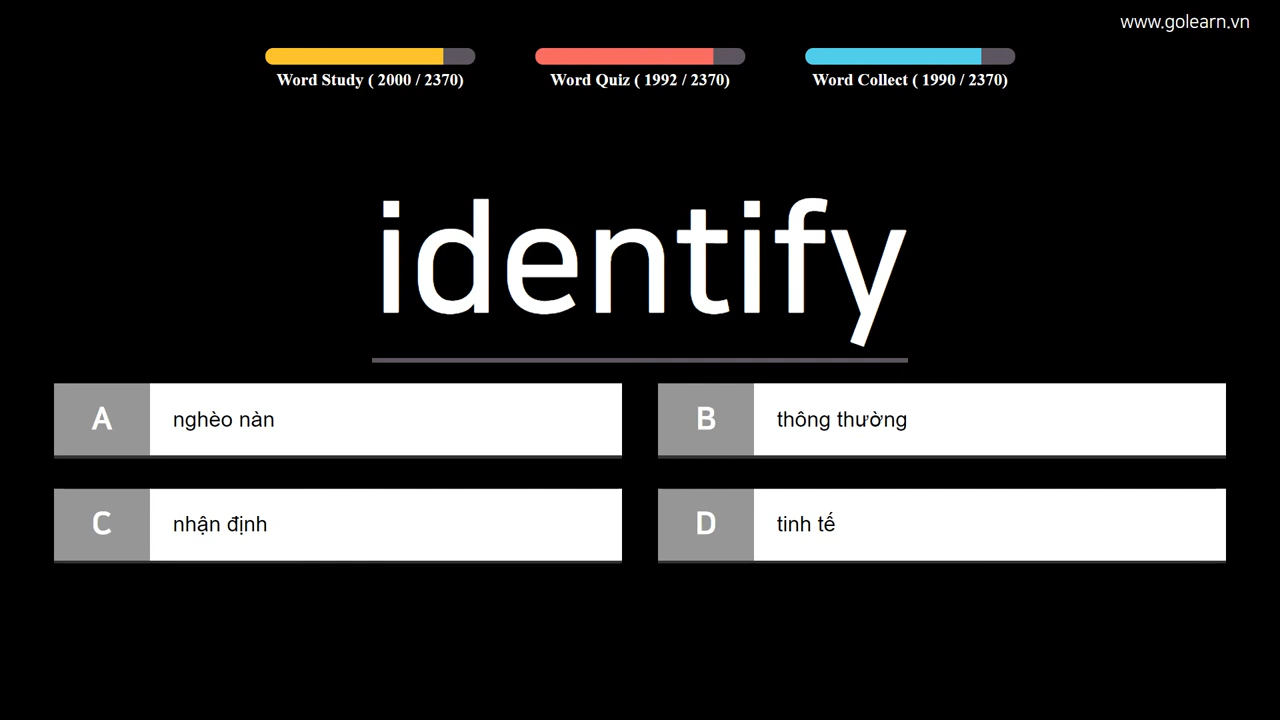 www.golearn.vn
Word Study ( 2000 / 2370)
Word Quiz ( 1992 / 2370)
Word Collect ( 1990 / 2370)
identify
A nghèo nàn
B thông thường
C nhận định
D tinh tế